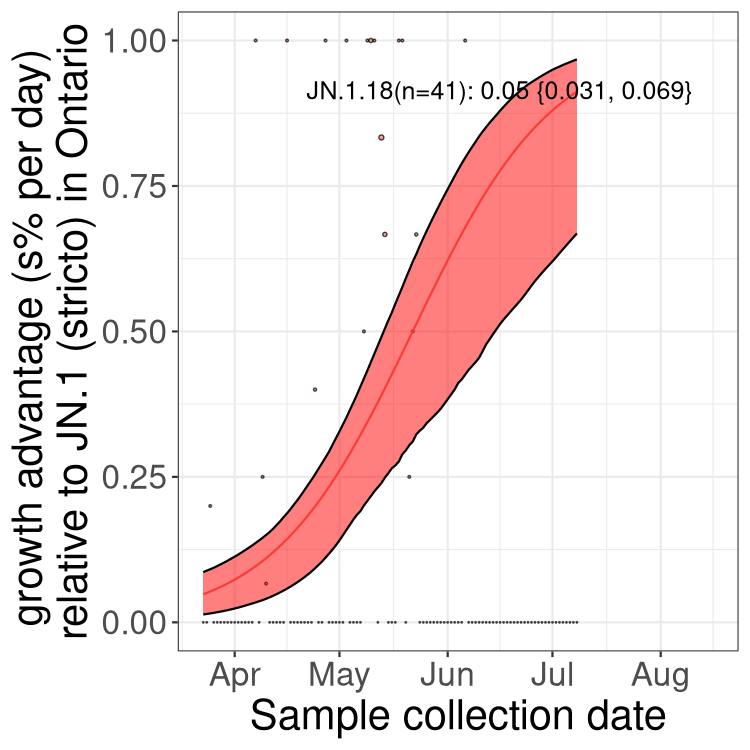 growth advantage (s% per day)
relative to JN.1 (stricto) in Ontario
1.00
0.75
0.50
0.25
0.00
JN.1.18(n=41): 0.05 {0.031, 0.069}
Apr May Jun Jul Aug
Sample collection date